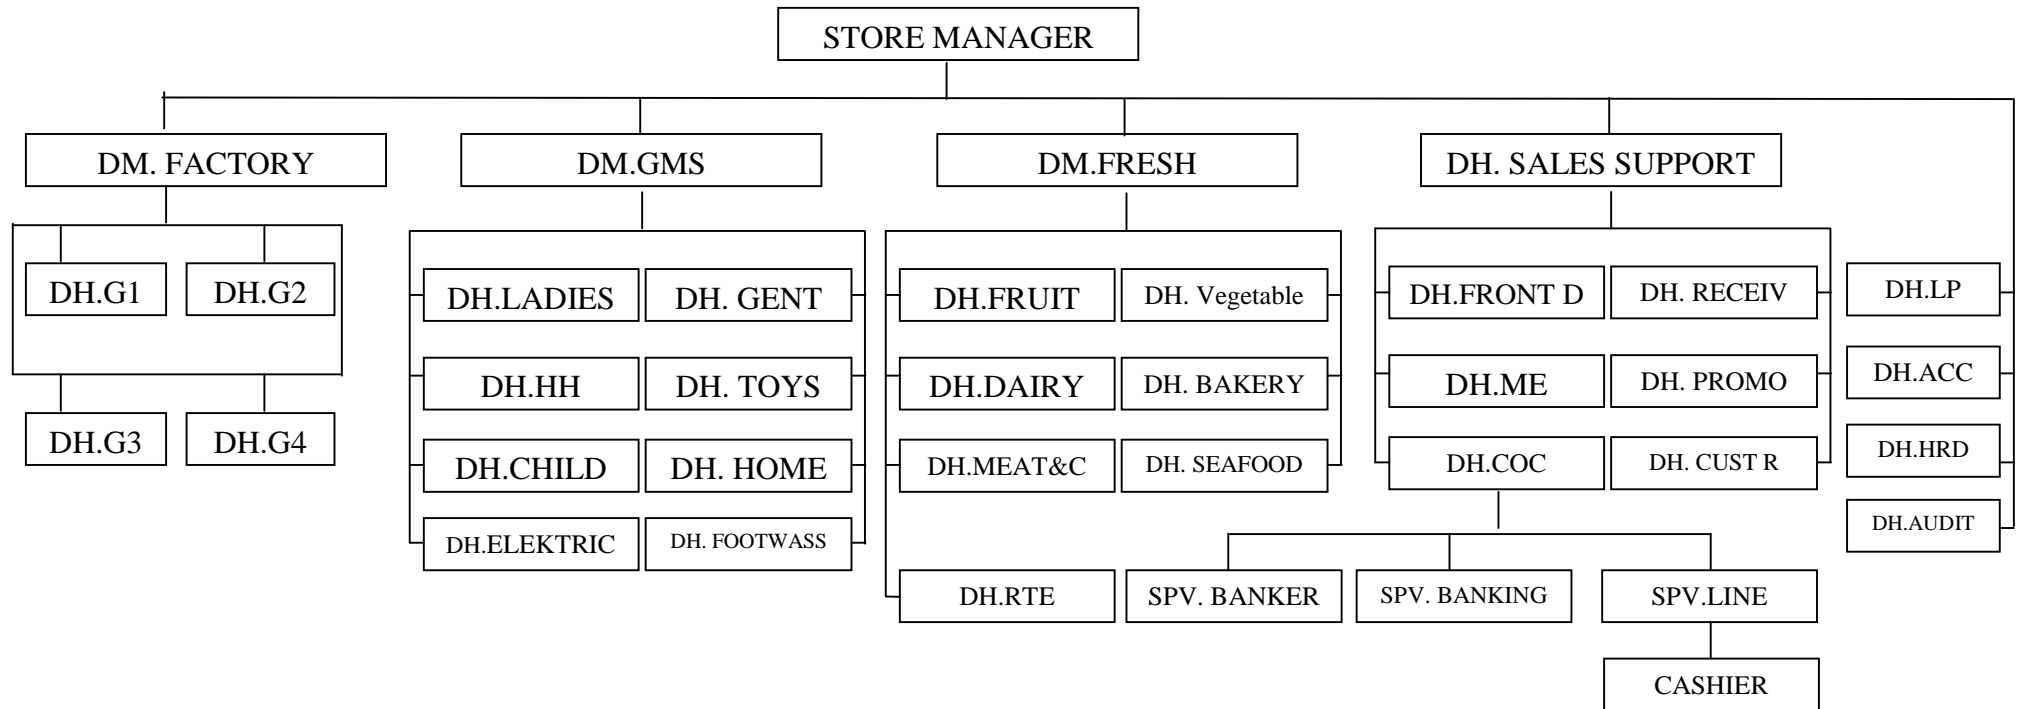 STORE MANAGER
DM. FACTORY
DM.GMS
DM.FRESH
DH. SALES SUPPORT
DH.G1
DH.G2
DH.G3
DH.G4
DH.LADIES
DH. GENT
DH.HH
DH. TOYS
DH.CHILD
DH. HOME
DH.ELEKTRIC
DH. FOOTWASS
DH.FRUIT
DH. Vegetable
DH.DAIRY
DH. BAKERY
DH.MEAT&C
DH. SEAFOOD
DH.RTE
DH.FRONT D
DH. RECEIV
DH.ME
DH. PROMO
DH.COC
DH. CUST R
SPV. BANKER
SPV. BANKING
SPV.LINE
CASHIER
DH.LP
DH.ACC
DH.HRD
DH.AUDIT